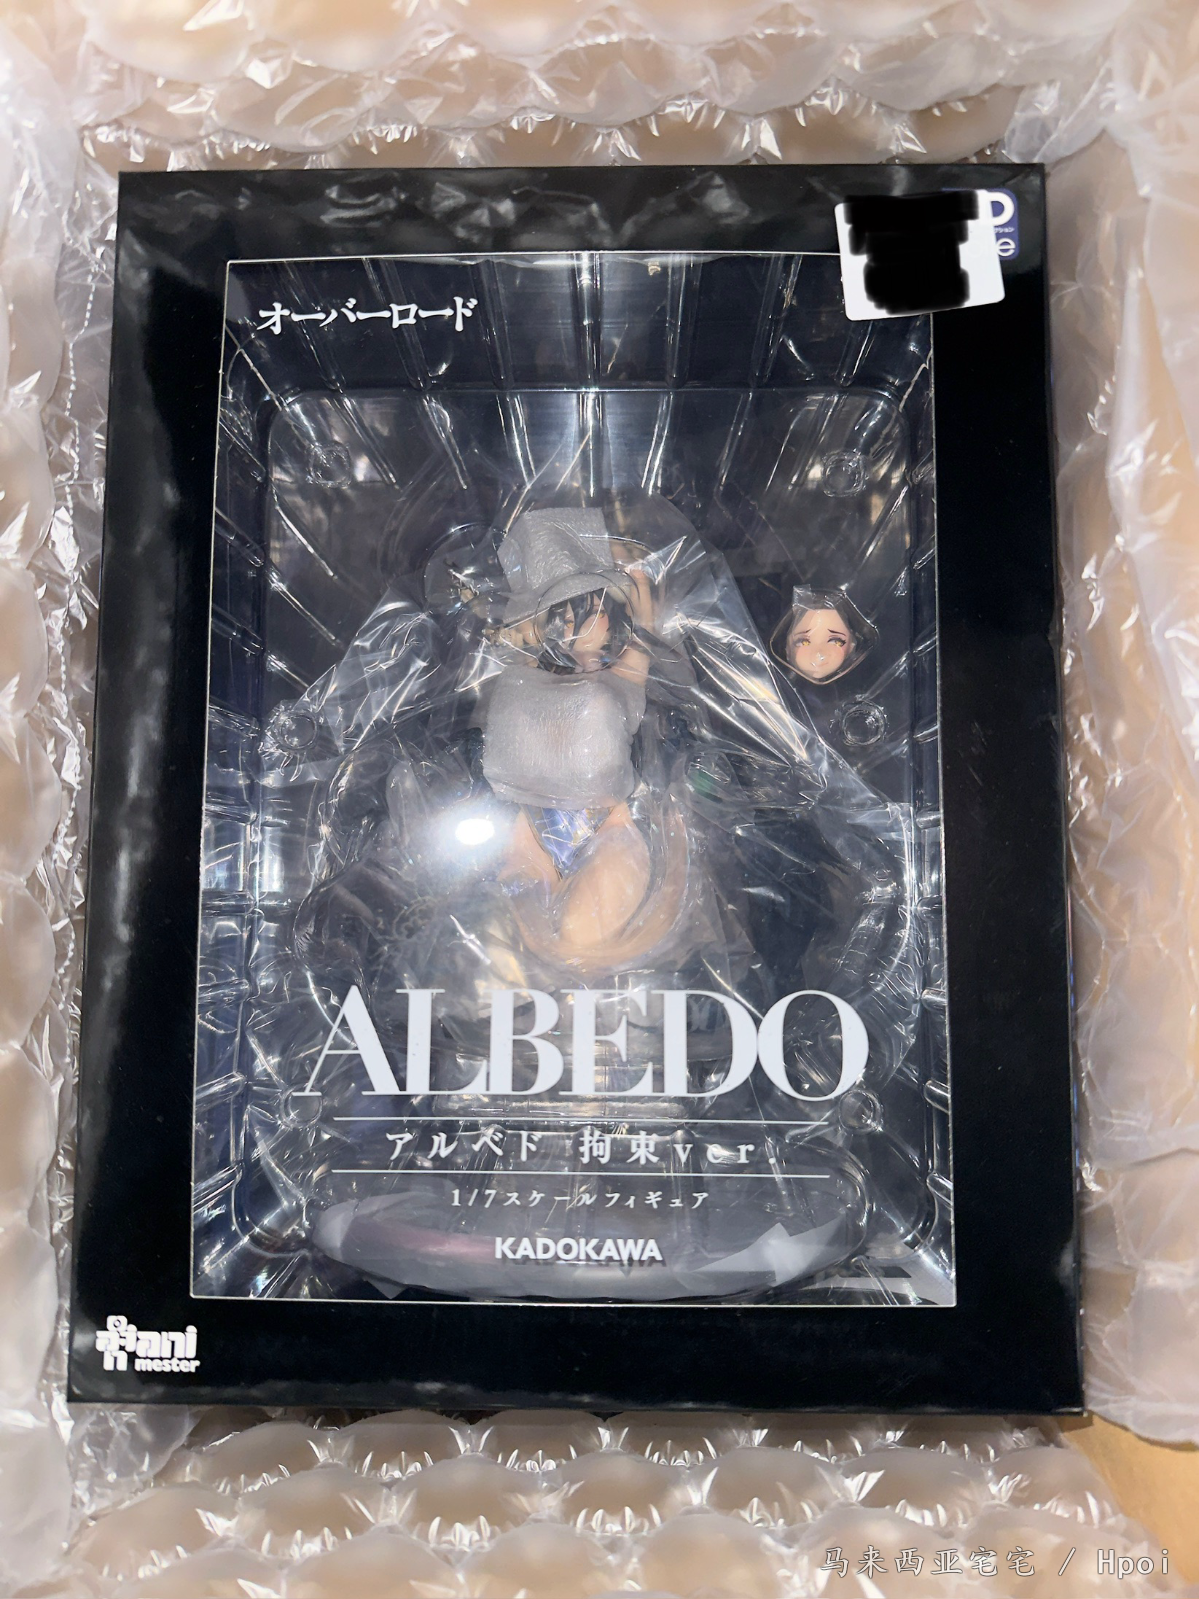 オーバーロード
ALBEDO
アルベド 拘束ver.
1/7スケールフィギュア
KADOKAWA
ani
mester
马来西亚宅宅 / Hpoi